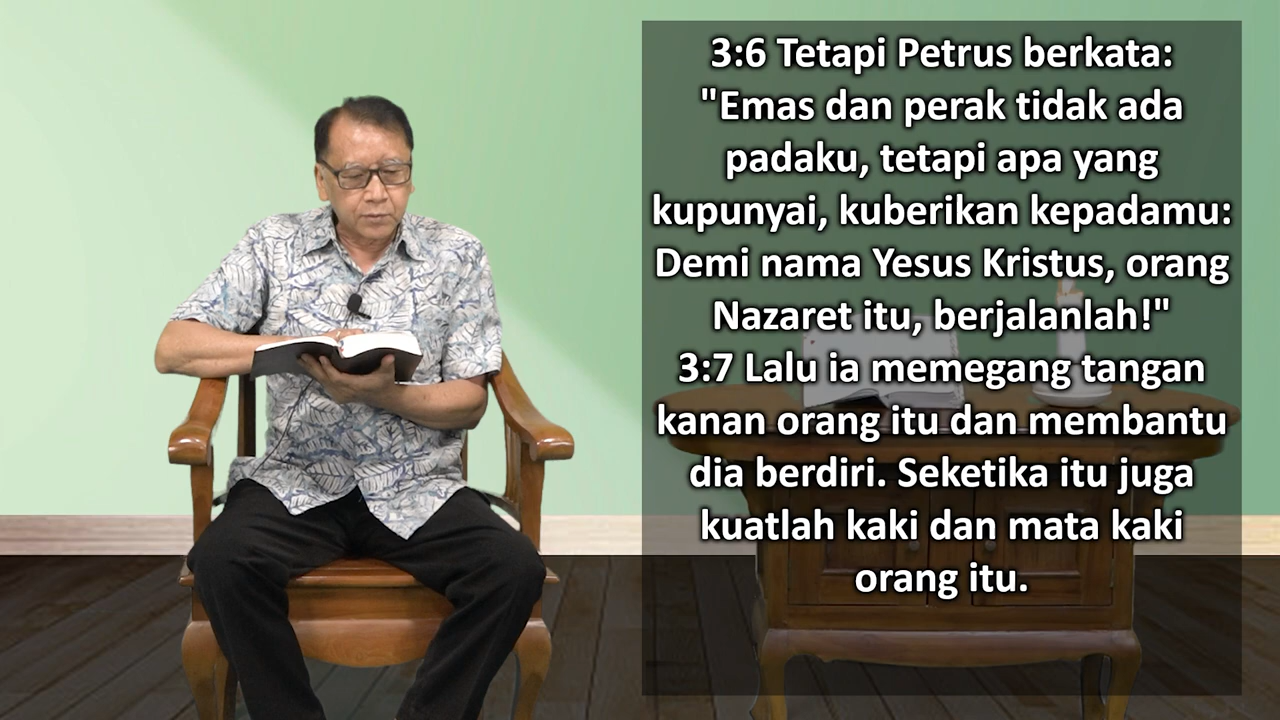 3:6 Tetapi Petrus berkata:
"Emas dan perak tidak ada
padaku, tetapi apa yang
kupunyai, kuberikan kepadamu:
Demi nama Yesus Kristus, orang
Nazaret itu, berjalanlah!"
3:7 Lalu ia memegang tangan
kanan orang itu dan membantu
dia berdiri. Seketika itu juga
kuatlah kaki dan mata kaki
orang itu.